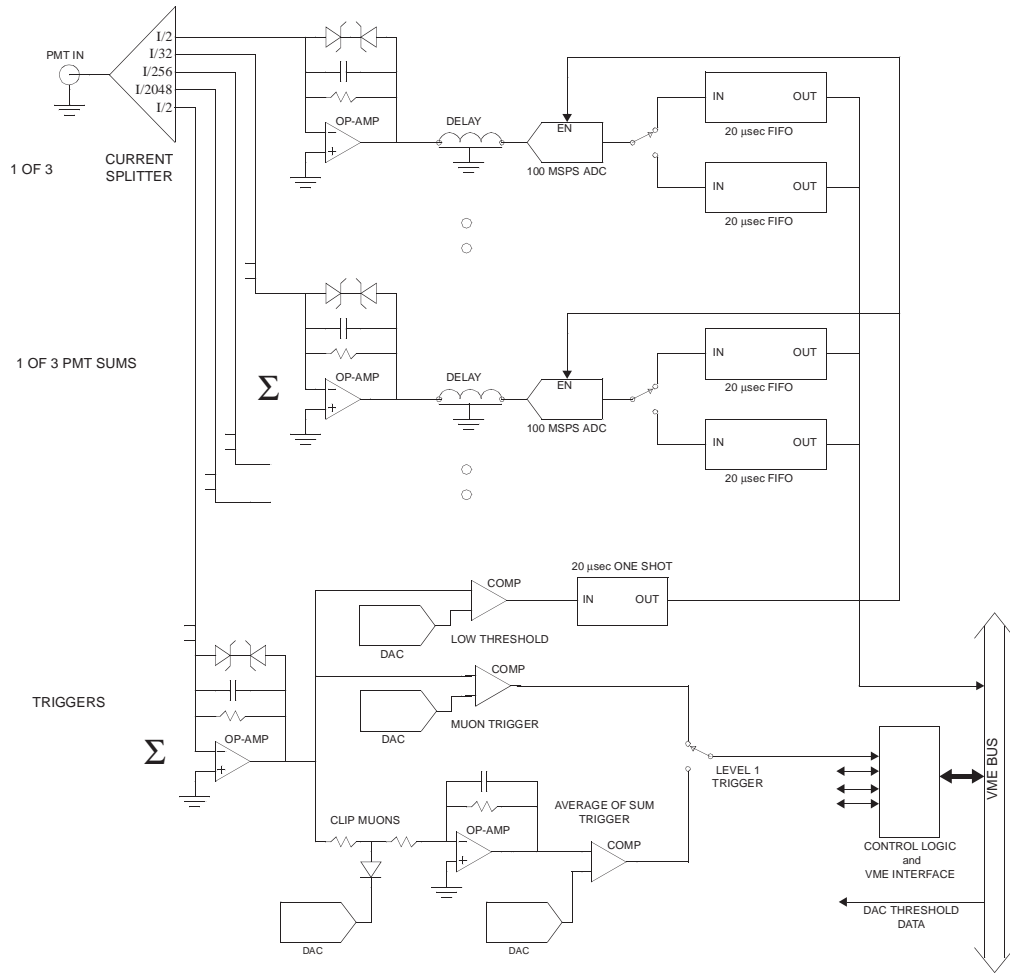 PMT IN
I/2
I/32
I/256
I/2048
I/2
CURRENT
SPLITTER
1 OF 3
OP-AMP
−
+
DELAY
EN
100 MSPS ADC
IN OUT
20 μsec FIFO
IN OUT
20 μsec FIFO
1 OF 3 PMT SUMS
Σ
OP-AMP
−
+
DELAY
EN
100 MSPS ADC
IN OUT
20 μsec FIFO
IN OUT
20 μsec FIFO
TRIGGERS
Σ
OP-AMP
−
+
COMP
DAC
LOW THRESHOLD
20 μsec ONE SHOT
IN OUT
COMP
DAC
MUON TRIGGER
CLIP MUONS
DAC
OP-AMP
−
+
AVERAGE OF SUM
TRIGGER
COMP
DAC
LEVEL 1
TRIGGER
CONTROL LOGIC
and
VME INTERFACE
VME BUS
DAC THRESHOLD
DATA